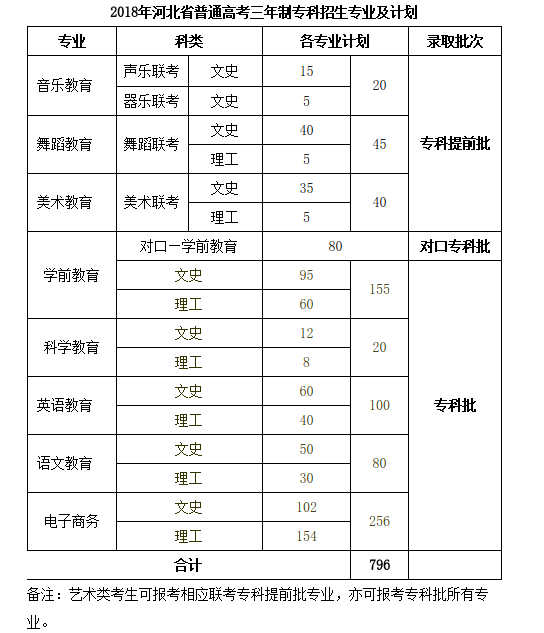 2018年河北省普通高考三年制专科招生专业及计划
专业 科类 各专业计划 录取批次
音乐教育 声乐联考 文史 15 20 专科提前批
器乐联考 文史 5
舞蹈教育 舞蹈联考 文史 40 45
理工 5
美术教育 美术联考 文史 35 40
理工 5
学前教育 对口－学前教育 80 对口专科批
文史 95 155 专科批
理工 60
科学教育 文史 12 20
理工 8
英语教育 文史 60 100
理工 40
语文教育 文史 50 80
理工 30
电子商务 文史 102 256
理工 154
合计 796
备注：艺术类考生可报考相应联考专科提前批专业，亦可报考专科批所有专
业。